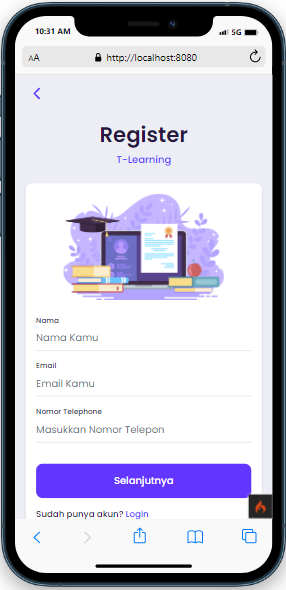 10:31 AM
5G
AA
http://localhost:8080
Register
T-Learning
Nama
Nama Kamu
Email
Email Kamu
Nomor Telephone
Masukkan Nomor Telepon
Selanjutnya
Sudah punya akun? Login